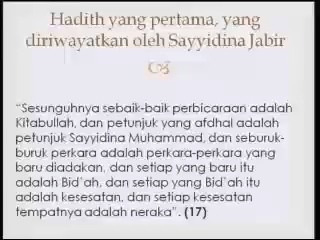 Hadith yang pertama, yang
diriwayatkan oleh Sayyidina Jabir
“Sesungguhnya sebaik-baik perbicaraan adalah
Kitabullah, dan petunjuk yang afdhal adalah
petunjuk Sayyidina Muhammad, dan seburuk-
buruk perkara adalah perkara-perkara yang
baru diadakan, dan setiap yang baru itu
adalah Bid’ah, dan setiap yang Bid’ah itu
adalah kesesatan, dan setiap kesesatan
tempatnya adalah neraka”. (17)